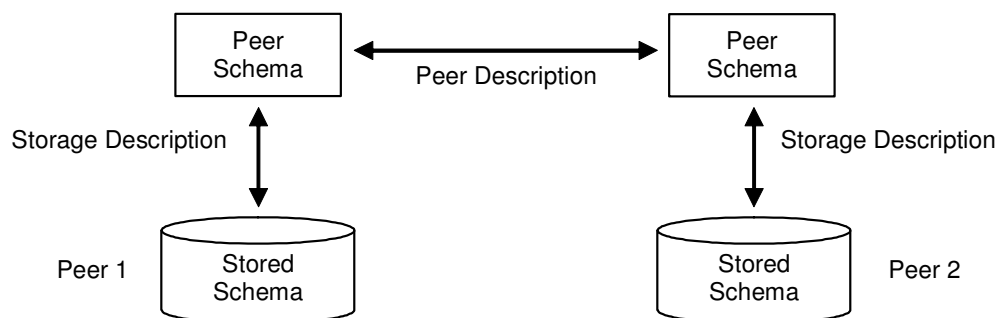 Peer
Schema
Peer
Schema
Peer Description
Storage Description
Storage Description
Peer 1
Stored
Schema
Stored
Schema
Peer 2